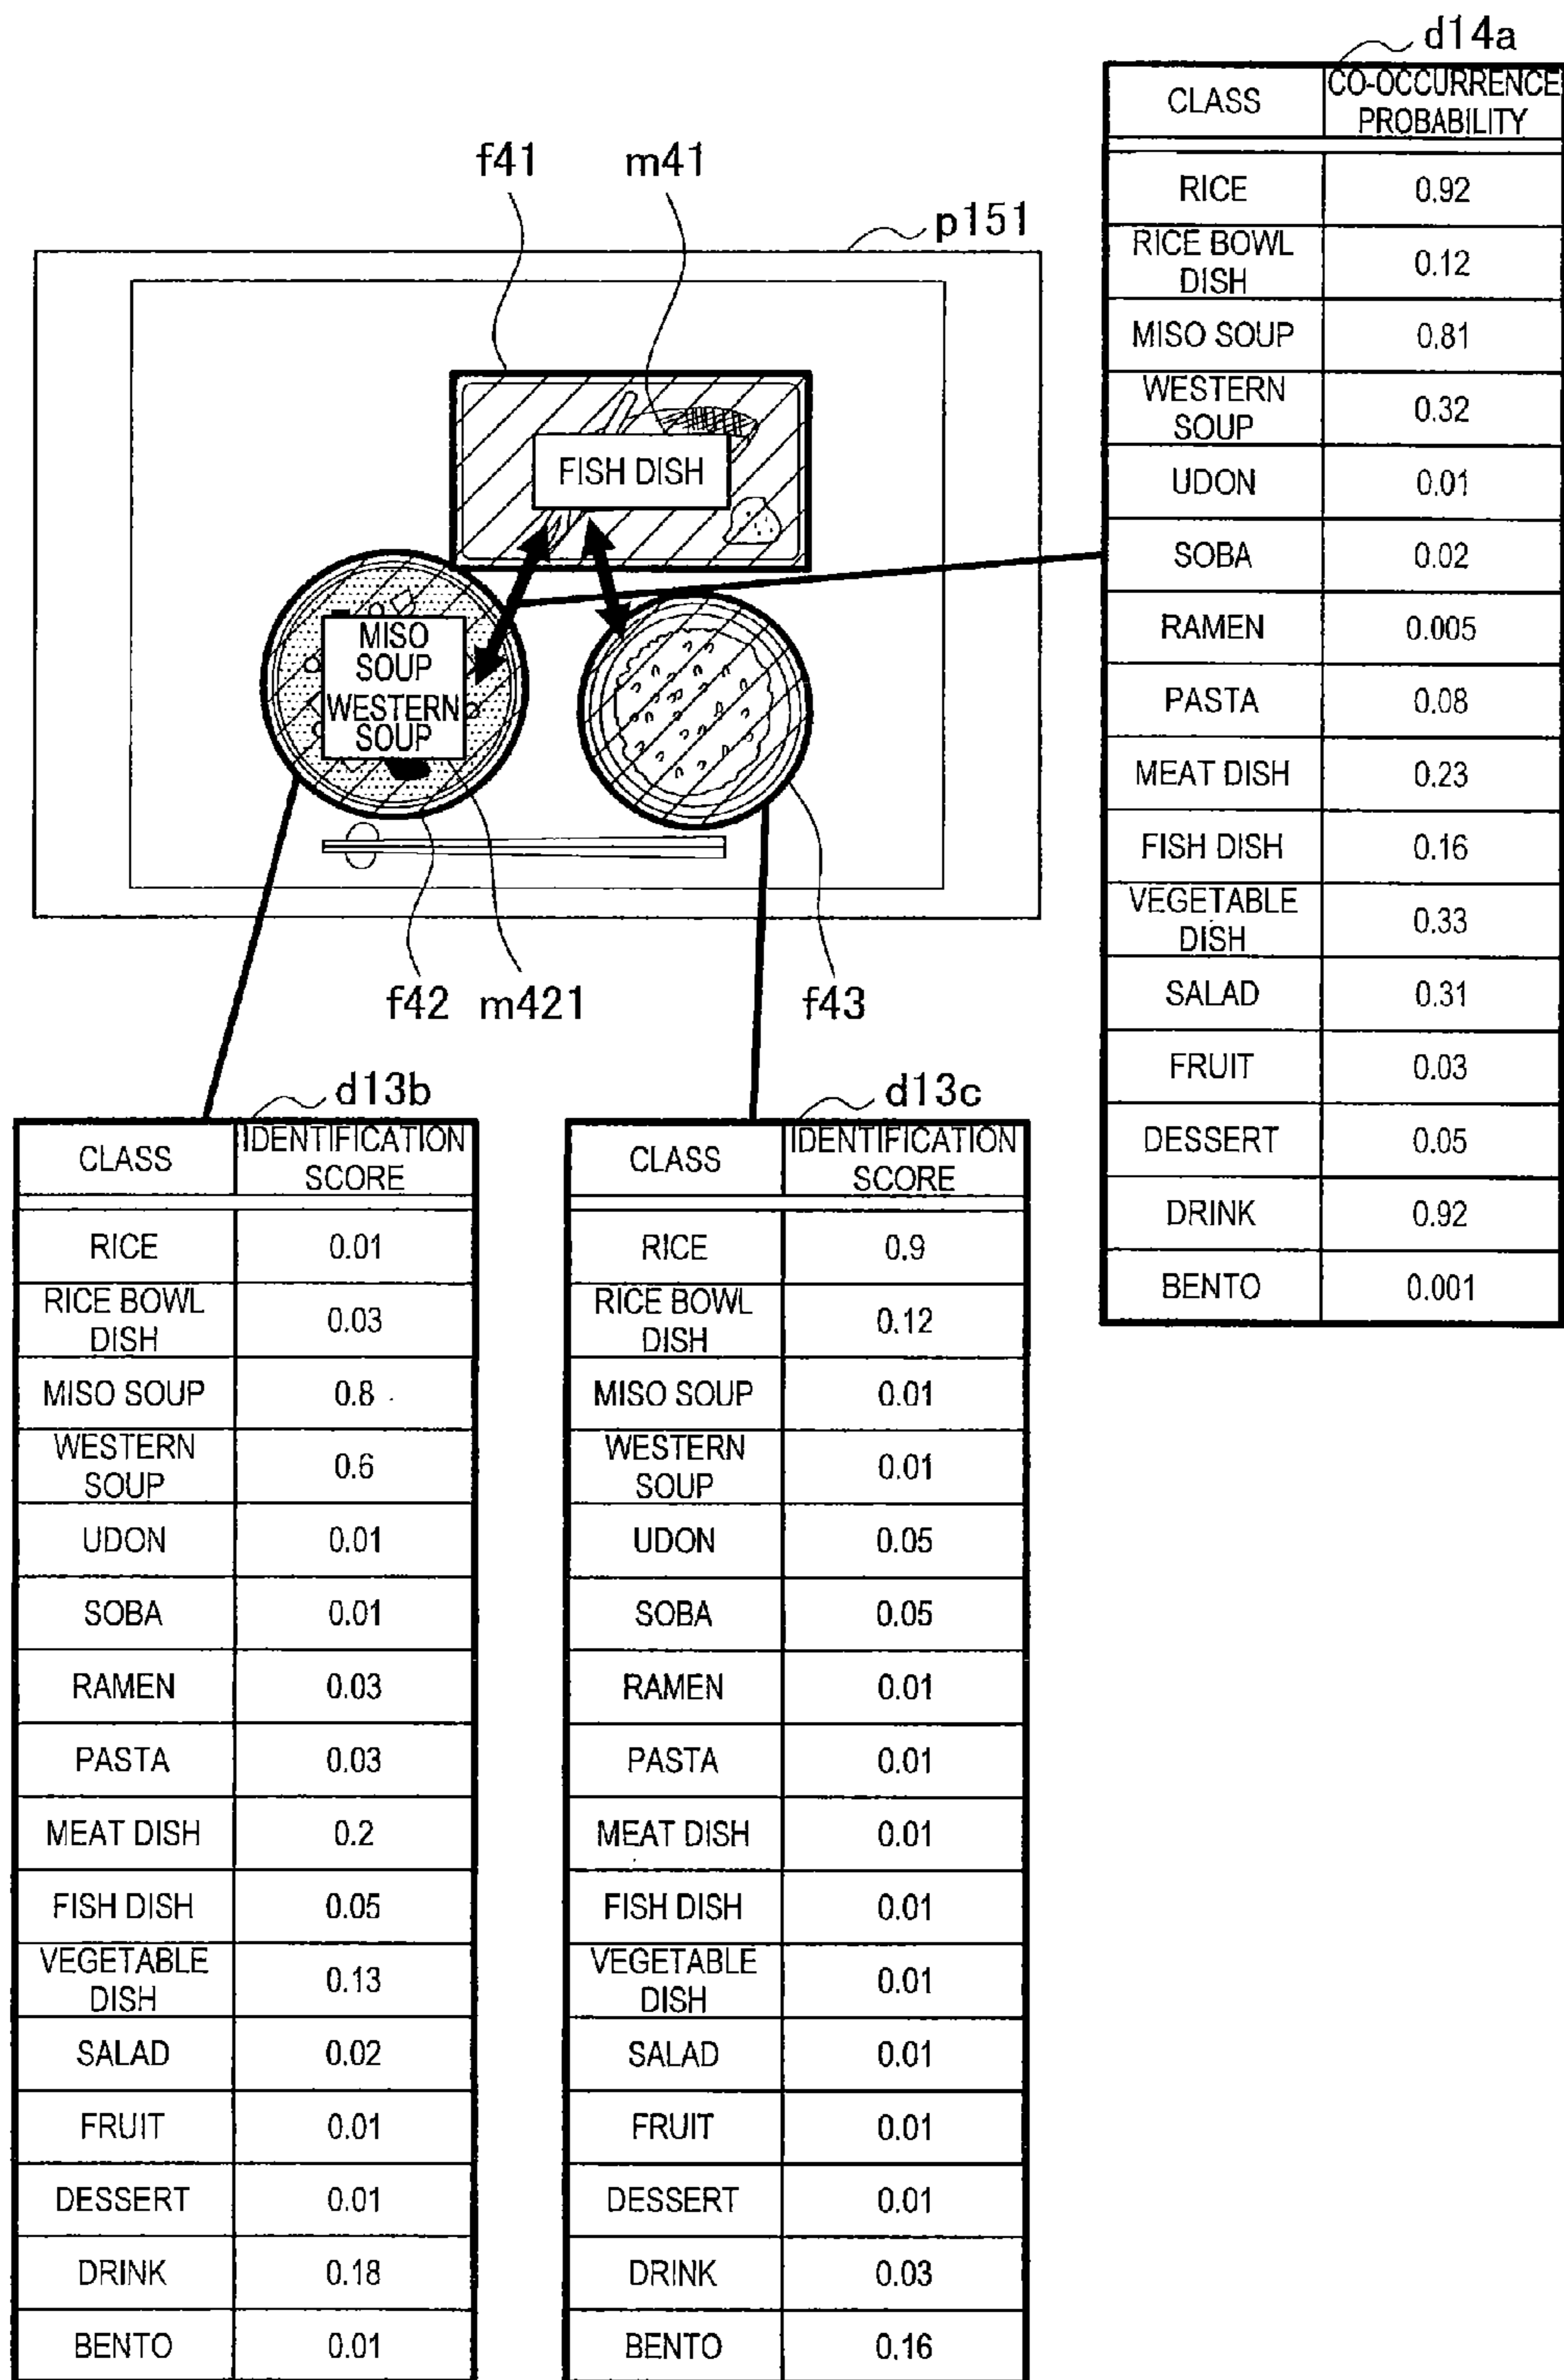 f41
m41
p151
FISH DISH
MISO
SOUP
WESTERN
SOUP
f42
m421
f43
d14a
CLASS CO-OCCURRENCE
PROBABILITY
RICE 0.92
RICE BOWL
DISH 0.12
MISO SOUP 0.81
WESTERN
SOUP 0.32
UDON 0.01
SOBA 0.02
RAMEN 0.005
PASTA 0.08
MEAT DISH 0.23
FISH DISH 0.16
VEGETABLE
DISH 0.33
SALAD 0.31
FRUIT 0.03
DESSERT 0.05
DRINK 0.92
BENTO 0.001
d13b
CLASS IDENTIFICATION
SCORE
RICE 0.01
RICE BOWL
DISH 0.03
MISO SOUP 0.8
WESTERN
SOUP 0.6
UDON 0.01
SOBA 0.01
RAMEN 0.03
PASTA 0.03
MEAT DISH 0.2
FISH DISH 0.05
VEGETABLE
DISH 0.13
SALAD 0.02
FRUIT 0.01
DESSERT 0.01
DRINK 0.18
BENTO 0.01
d13c
CLASS IDENTIFICATION
SCORE
RICE 0.9
RICE BOWL
DISH 0.12
MISO SOUP 0.01
WESTERN
SOUP 0.01
UDON 0.05
SOBA 0.05
RAMEN 0.01
PASTA 0.01
MEAT DISH 0.01
FISH DISH 0.01
VEGETABLE
DISH 0.01
SALAD 0.01
FRUIT 0.01
DESSERT 0.01
DRINK 0.03
BENTO 0.16